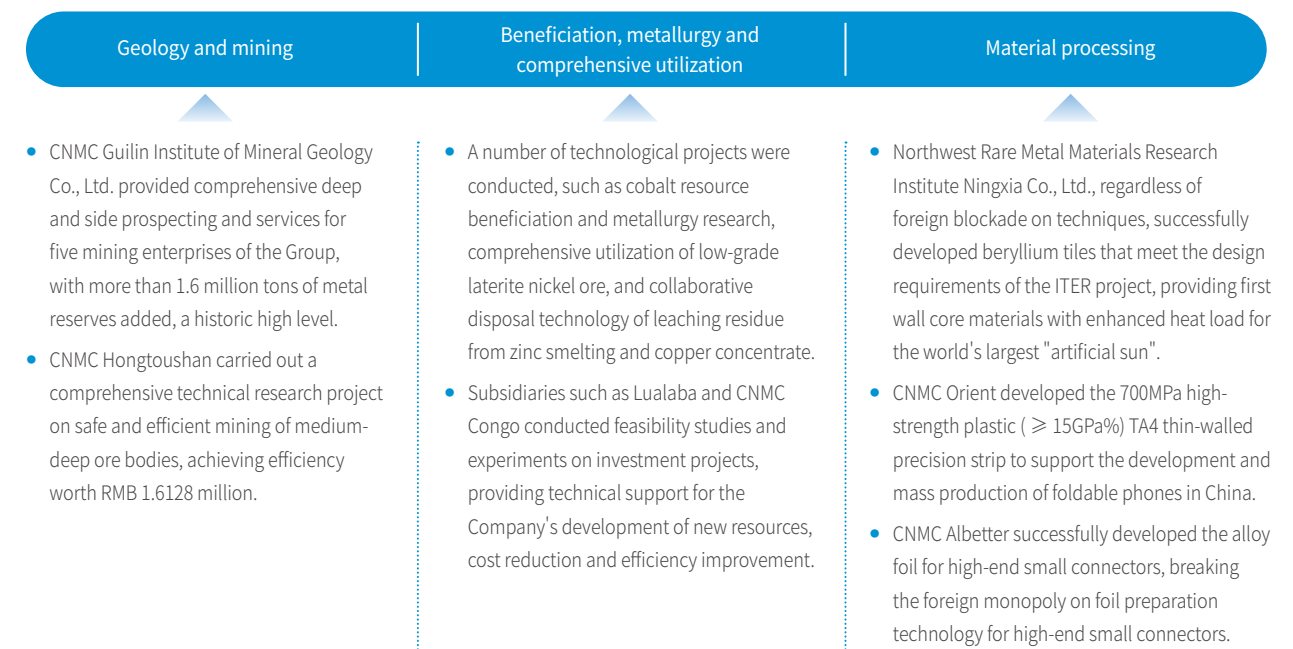 Geology and mining
Beneficiation, metallurgy and
comprehensive utilization
Material processing
• CNMC Guilin Institute of Mineral Geology
Co., Ltd. provided comprehensive deep
and side prospecting and services for
five mining enterprises of the Group,
with more than 1.6 million tons of metal
reserves added, a historic high level.
• CNMC Hongtoushan carried out a
comprehensive technical research project
on safe and efficient mining of medium-
deep ore bodies, achieving efficiency
worth RMB 1.6128 million.
• A number of technological projects were
conducted, such as cobalt resource
beneficiation and metallurgy research,
comprehensive utilization of low-grade
laterite nickel ore, and collaborative
disposal technology of leaching residue
from zinc smelting and copper concentrate.
• Subsidiaries such as Lualaba and CNMC
Congo conducted feasibility studies and
experiments on investment projects,
providing technical support for the
Company's development of new resources,
cost reduction and efficiency improvement.
• Northwest Rare Metal Materials Research
Institute Ningxia Co., Ltd., regardless of
foreign blockade on techniques, successfully
developed beryllium tiles that meet the design
requirements of the ITER project, providing first
wall core materials with enhanced heat load for
the world's largest "artificial sun".
• CNMC Orient developed the 700MPa high-
strength plastic ( ≥ 15GPa%) TA4 thin-walled
precision strip to support the development and
mass production of foldable phones in China.
• CNMC Albetter successfully developed the alloy
foil for high-end small connectors, breaking
the foreign monopoly on foil preparation
technology for high-end small connectors.